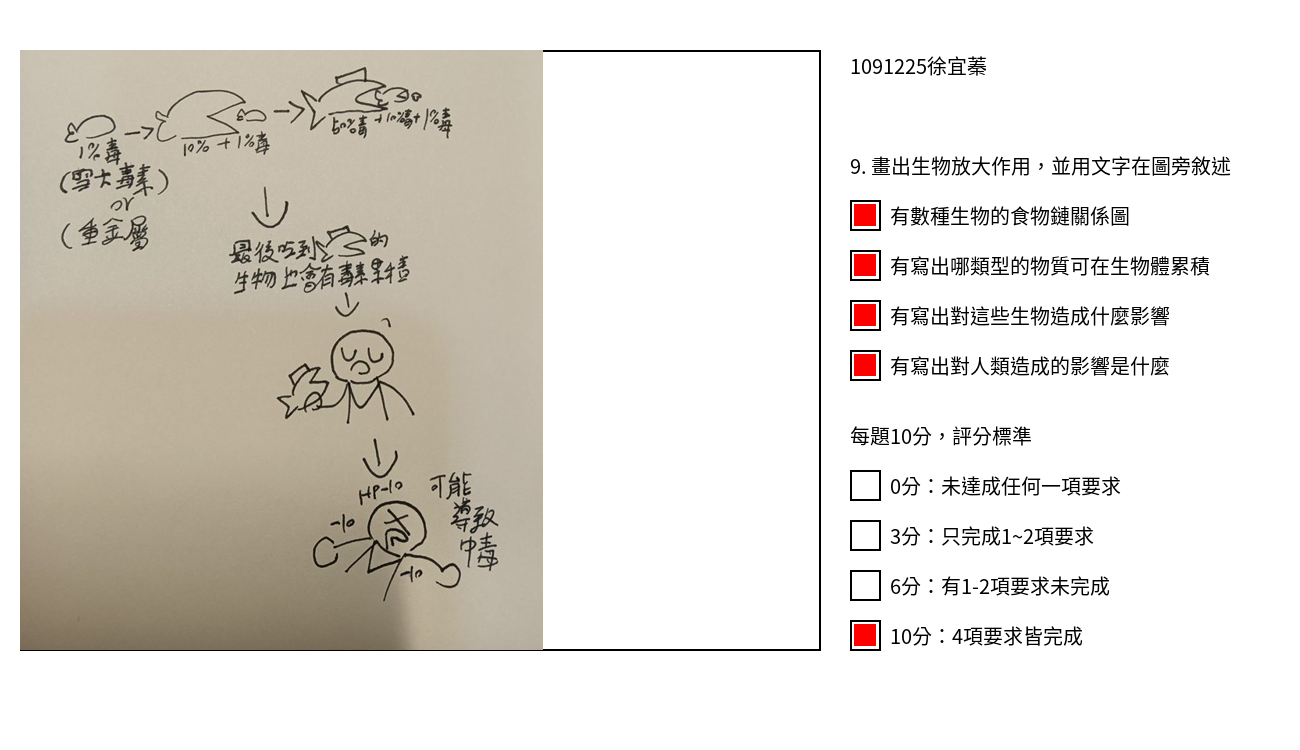 1%毒
(雪卡毒素)
or
(重金屬
10% + 1%毒
50%毒 +10%毒+1%毒
最後吃到 的
生物也會有毒素累積
HP-10
-10
-10
可能
導致
中毒
1091225徐宜蓁
9. 畫出生物放大作用，並用文字在圖旁敘述
有數種生物的食物鏈關係圖
有寫出哪類型的物質可在生物體累積
有寫出對這些生物造成什麼影響
有寫出對人類造成的影響是什麼
每題10分，評分標準
0分：未達成任何一項要求
3分：只完成1~2項要求
6分：有1-2項要求未完成
10分：4項要求皆完成